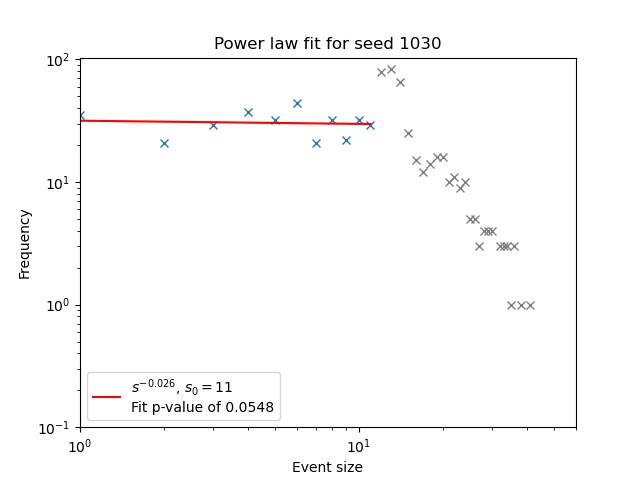 Power law fit for seed 1030
Frequency
10^2
10^1
10^0
10^-1
s^-0.026, s_0 = 11
Fit p-value of 0.0548
10^0
10^1
Event size